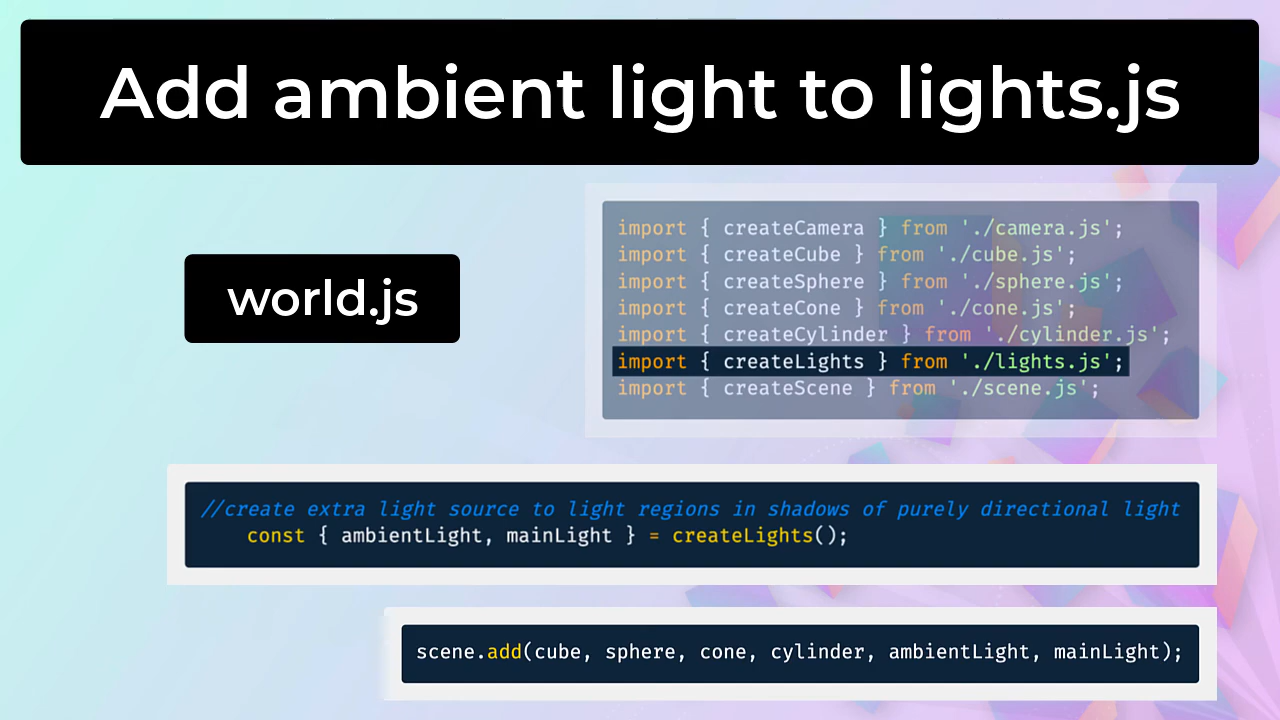 Add ambient light to lights.js
world.js
import { createCamera } from './camera.js';
import { createCube } from './cube.js';
import { createSphere } from './sphere.js';
import { createCone } from './cone.js';
import { createCylinder } from './cylinder.js';
import { createLights } from './lights.js';
import { createScene } from './scene.js';
//create extra light source to light regions in shadows of purely directional light
const { ambientLight, mainLight } = createLights();
scene.add(cube, sphere, cone, cylinder, ambientLight, mainLight);